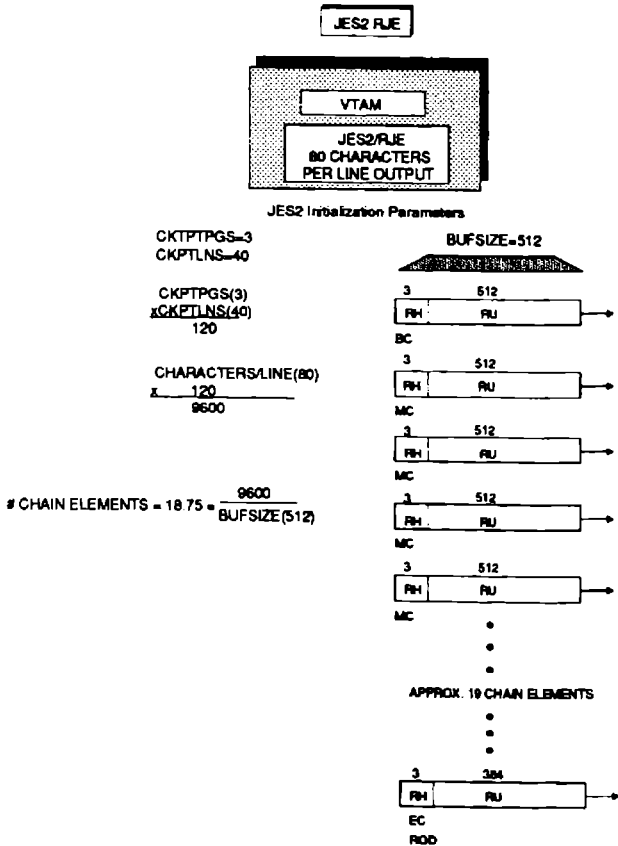 JES2 RJE
VTAM
JES2/RJE
80 CHARACTERS
PER LINE OUTPUT
JES2 Initialization Parameters
CKTPTPGS=3
CKPTLNS=40
CKPTPGS(3)
xCKPTLNS(40)
120
CHARACTERS/LINE(80)
x 120
9600
# CHAIN ELEMENTS = 18.75 = 9600
BUFSIZE(512)
BUFSIZE=512
3 512
RH RU
BC
3 512
RH RU
MC
3 512
RH RU
MC
3 512
RH RU
MC
3 512
RH RU
MC
APPROX. 19 CHAIN ELEMENTS
3 384
RH RU
EC
RQD